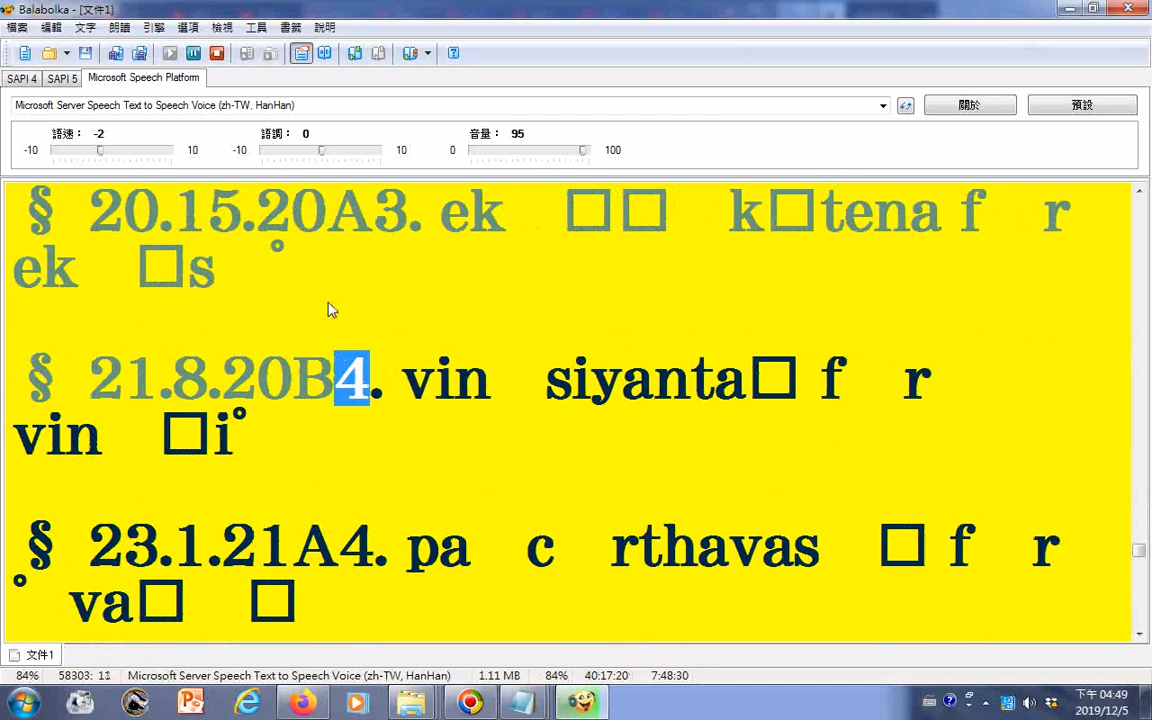 Balabolka - [文件1]
檔案 編輯 文字 朗讀 引擎 選項 檢視 工具 書籤 說明
SAPI 4 SAPI 5 Microsoft Speech Platform
Microsoft Server Speech Text to Speech Voice (zh-TW, HanHan) 關於 預設
語速： -2 語調： 0 音量： 95
-10 10 -10 10 0 100
§ 20.15.20A3. ek □□ k□tena f r
ek □s °
§ 21.8.20B4. vin siyanta□ f r
vin □i°
§ 23.1.21A4. pa c rthavas □ f r
° va□ □
文件1
84% 58303: 11 Microsoft Server Speech Text to Speech Voice (zh-TW, HanHan) 1.11 MB 84% 40:17:20 7:48:30
下午 04:49
2019/12/5